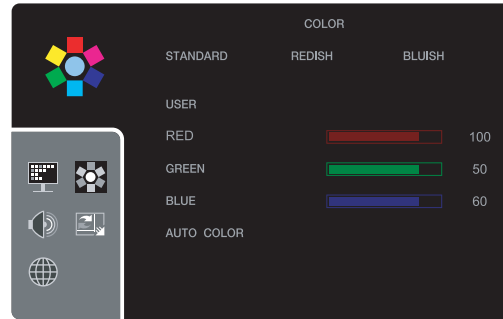 COLOR
STANDARD REDISH BLUISH
USER
RED 100
GREEN 50
BLUE 60
AUTO COLOR